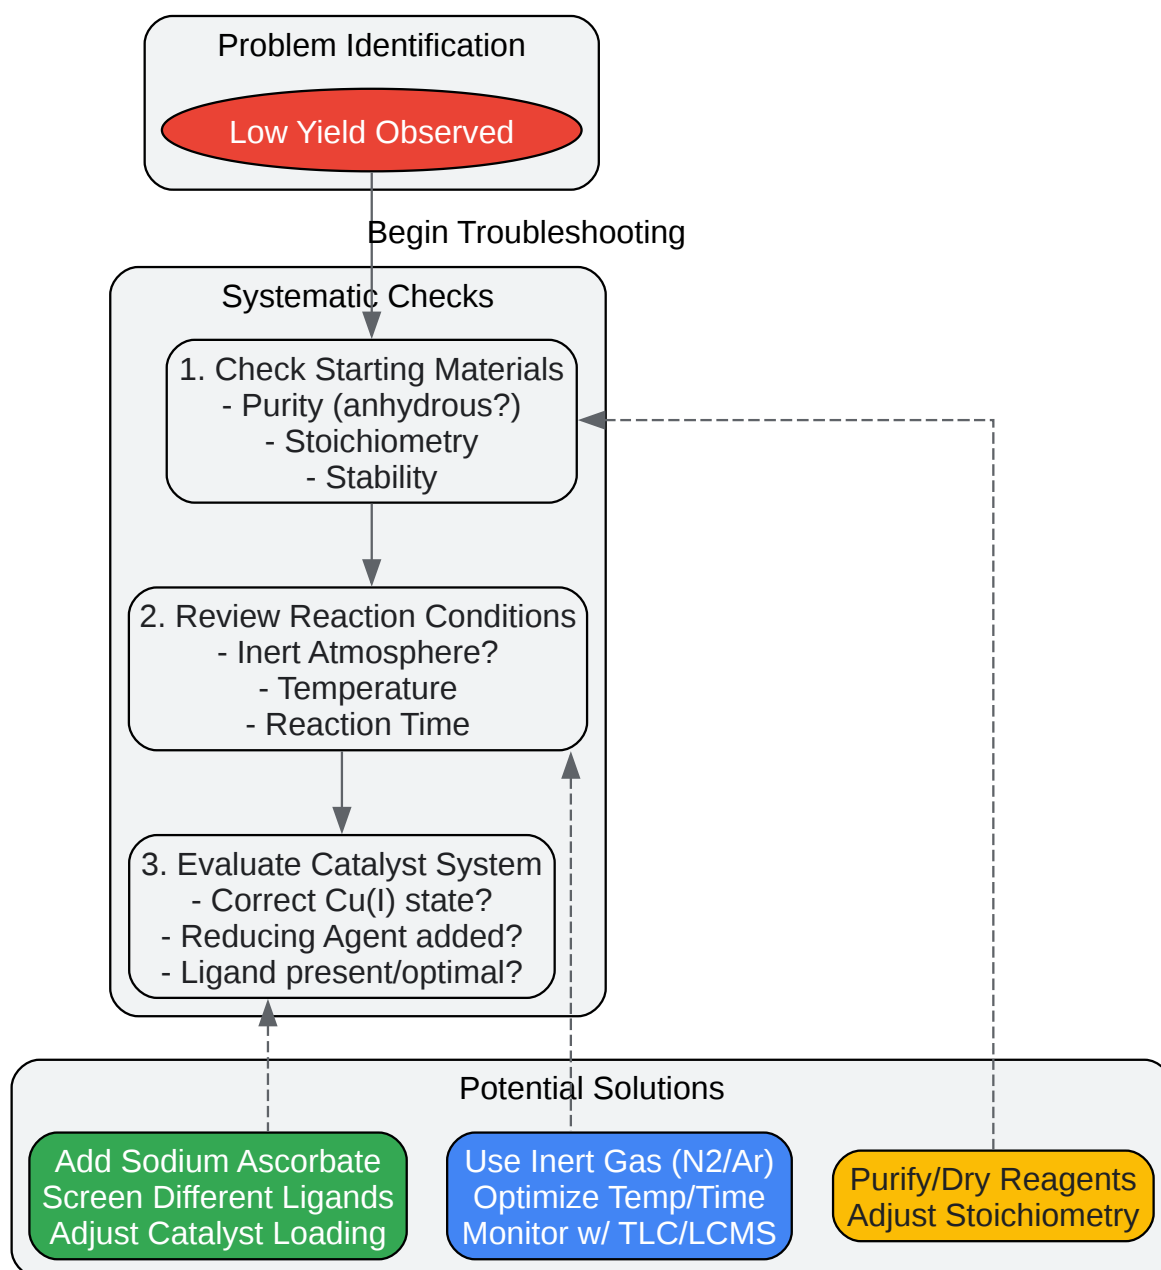 Problem Identification
Low Yield Observed
Begin Troubleshooting
Systematic Checks
1. Check Starting Materials
- Purity (anhydrous?)
- Stoichiometry
- Stability
2. Review Reaction Conditions
- Inert Atmosphere?
- Temperature
- Reaction Time
3. Evaluate Catalyst System
- Correct Cu(I) state?
- Reducing Agent added?
- Ligand present/optimal?
Potential Solutions
Add Sodium Ascorbate
Screen Different Ligands
Adjust Catalyst Loading
Use Inert Gas (N2/Ar)
Optimize Temp/Time
Monitor w/ TLC/LCMS
Purify/Dry Reagents
Adjust Stoichiometry